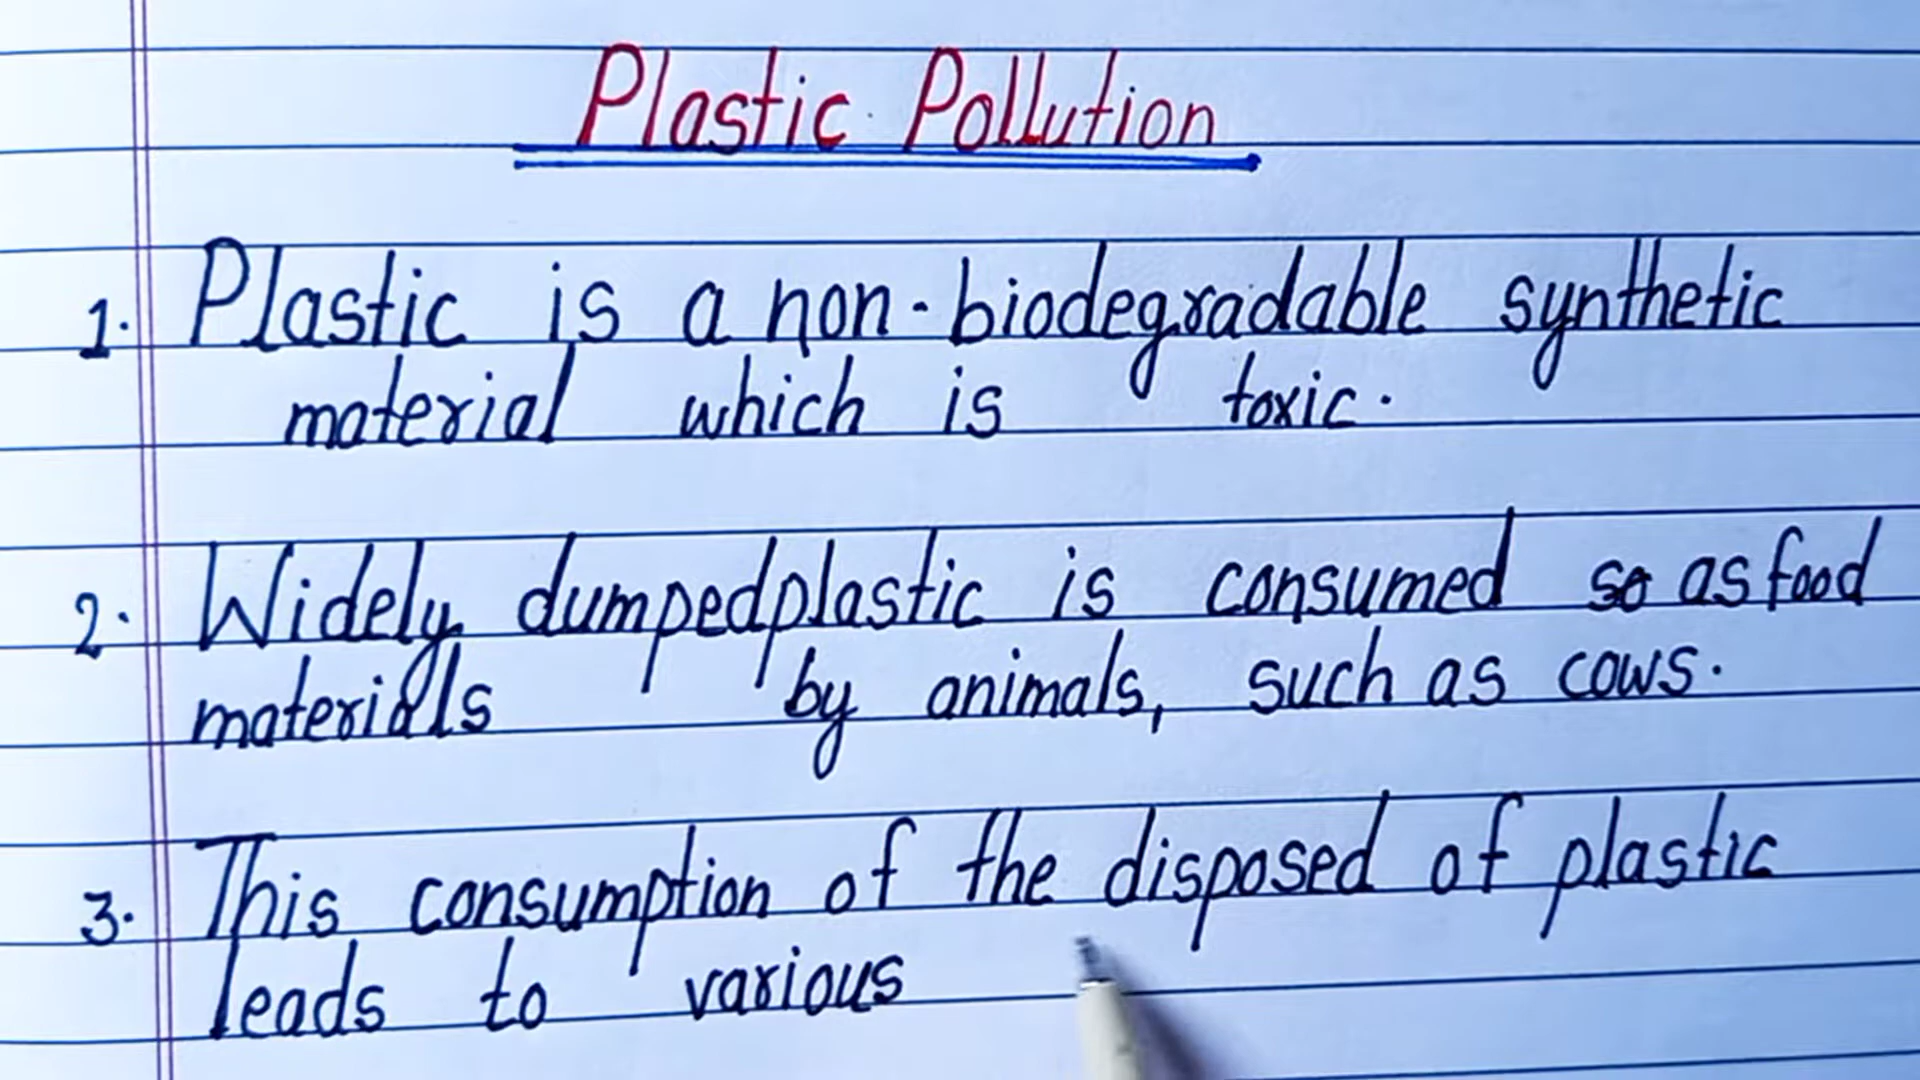 Plastic Pollution
1. Plastic is a non-biodegradable synthetic
material which is toxic.
2. Widely dumpedplastic is consumed so as food
materials by animals, such as cows.
3. This consumption of the disposed of plastic
leads to various